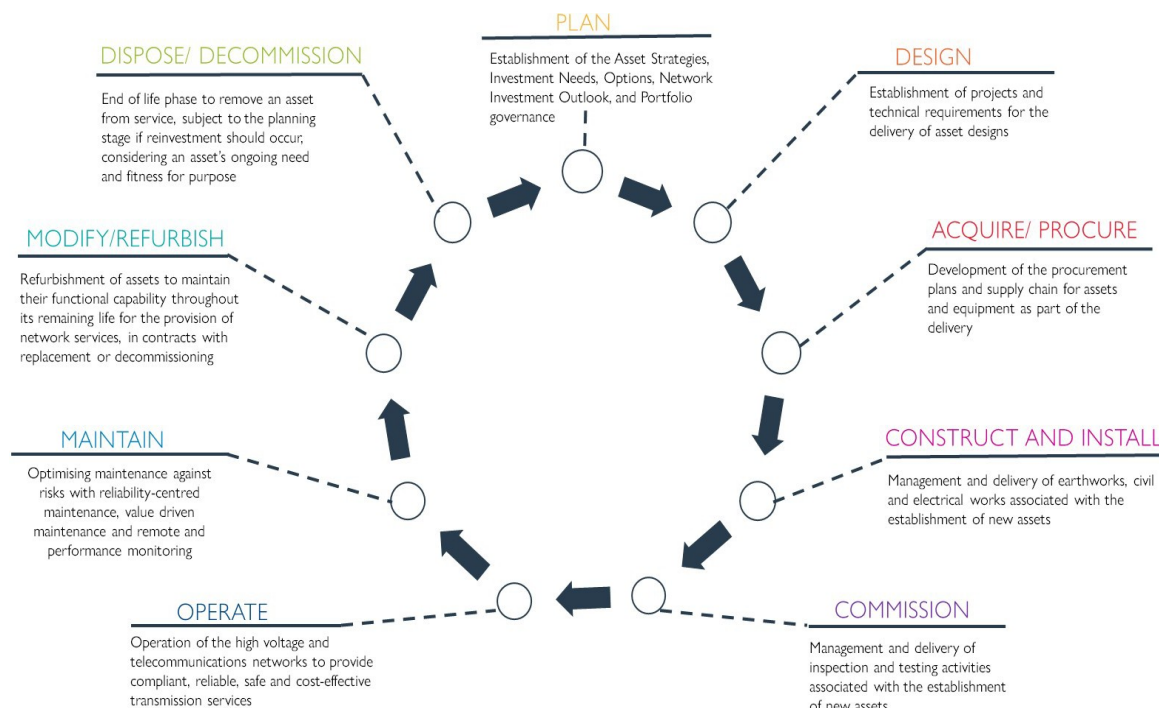 PLAN
Establishment of the Asset Strategies,
Investment Needs, Options, Network
Investment Outlook, and Portfolio
governance
DESIGN
Establishment of projects and
technical requirements for the
delivery of asset designs
ACQUIRE/ PROCURE
Development of the procurement
plans and supply chain for assets
and equipment as part of the
delivery
CONSTRUCT AND INSTALL
Management and delivery of earthworks, civil
and electrical works associated with the
establishment of new assets
COMMISSION
Management and delivery of
inspection and testing activities
associated with the establishment
of new assets
OPERATE
Operation of the high voltage and
telecommunications networks to provide
compliant, reliable, safe and cost-effective
transmission services
MAINTAIN
Optimising maintenance against
risks with reliability-centred
maintenance, value driven
maintenance and remote and
performance monitoring
MODIFY/REFURBISH
Refurbishment of assets to maintain
their functional capability throughout
its remaining life for the provision of
network services, in contracts with
replacement or decommissioning
DISPOSE/ DECOMMISSION
End of life phase to remove an asset
from service, subject to the planning
stage if reinvestment should occur,
considering an asset's ongoing need
and fitness for purpose